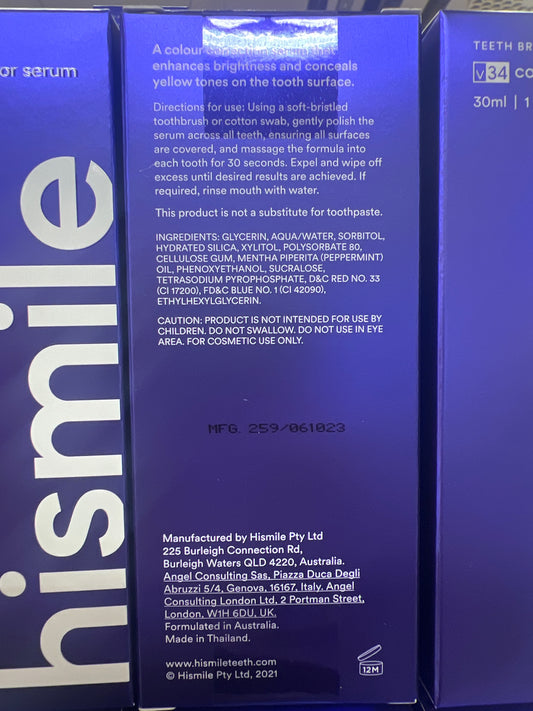 or serum
hismile
A colour correction serum that
enhances brightness and conceals
yellow tones on the tooth surface.
Directions for use: Using a soft-bristled
toothbrush or cotton swab, gently polish the
serum across all teeth, ensuring all surfaces
are covered, and massage the formula into
each tooth for 30 seconds. Expel and wipe off
excess until desired results are achieved. If
required, rinse mouth with water.
This product is not a substitute for toothpaste.
INGREDIENTS: GLYCERIN, AQUA/WATER, SORBITOL,
HYDRATED SILICA, XYLITOL, POLYSORBATE 80,
CELLULOSE GUM, MENTHA PIPERITA (PEPPERMINT)
OIL, PHENOXYETHANOL, SUCRALOSE,
TETRASODIUM PYROPHOSPHATE, D&C RED NO. 33
(CI 17200), FD&C BLUE NO. 1 (CI 42090),
ETHYLHEXYLGLYCERIN.
CAUTION: PRODUCT IS NOT INTENDED FOR USE BY
CHILDREN. DO NOT SWALLOW. DO NOT USE IN EYE
AREA. FOR COSMETIC USE ONLY.
MFG. 259/061023
Manufactured by Hismile Pty Ltd
225 Burleigh Connection Rd,
Burleigh Waters QLD 4220, Australia.
Angel Consulting Sas, Piazza Duca Degli
Abruzzi 5/4, Genova, 16167, Italy. Angel
Consulting London Ltd, 2 Portman Street,
London, W1H 6DU, UK.
Formulated in Australia.
Made in Thailand.
www.hismileteeth.com
© Hismile Pty Ltd, 2021
12M
TEETH BR
v34 co
30ml | 1